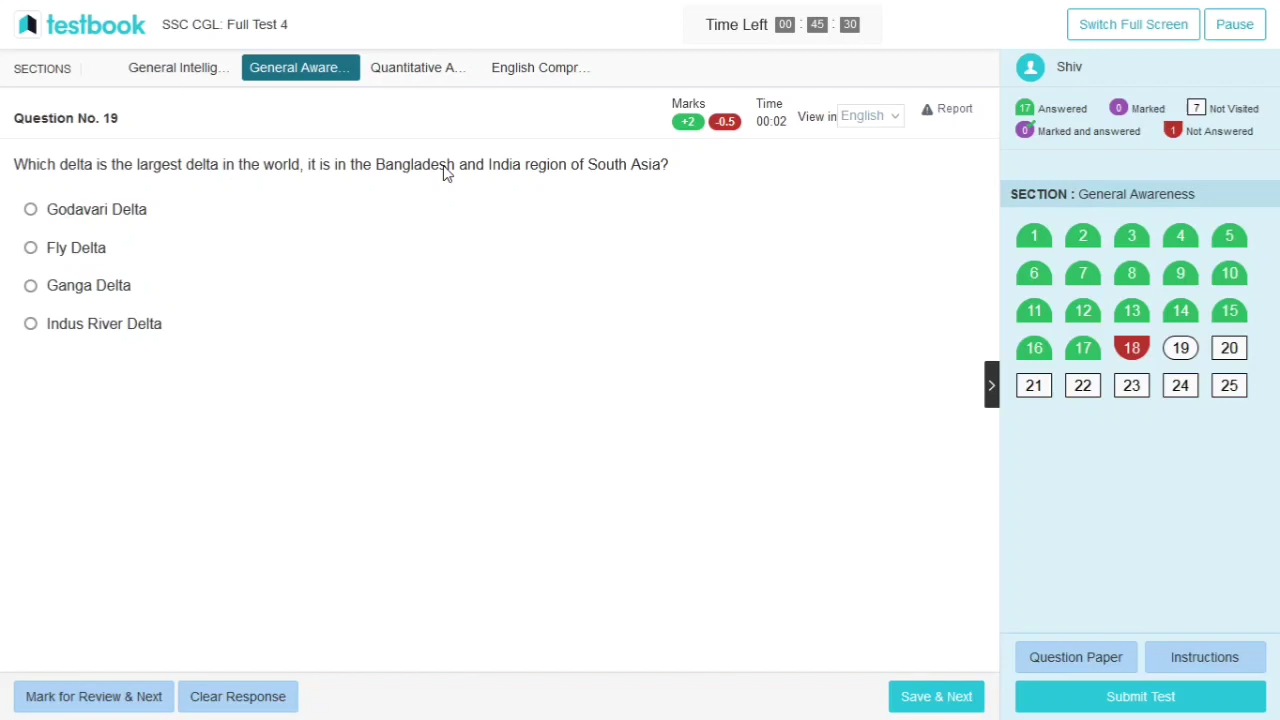 testbook SSC CGL: Full Test 4 Time Left 00 : 45 : 30 Switch Full Screen Pause
SECTIONS General Intellig... General Aware... Quantitative A... English Compr... Shiv
Question No. 19 Marks +2 -0.5 Time 00:02 View in English Report
17 Answered 0 Marked 7 Not Visited
0 Marked and answered 1 Not Answered
Which delta is the largest delta in the world, it is in the Bangladesh and India region of South Asia?
Godavari Delta
Fly Delta
Ganga Delta
Indus River Delta
SECTION : General Awareness
1 2 3 4 5
6 7 8 9 10
11 12 13 14 15
16 17 18 19 20
21 22 23 24 25
Question Paper Instructions
Mark for Review & Next Clear Response Save & Next Submit Test